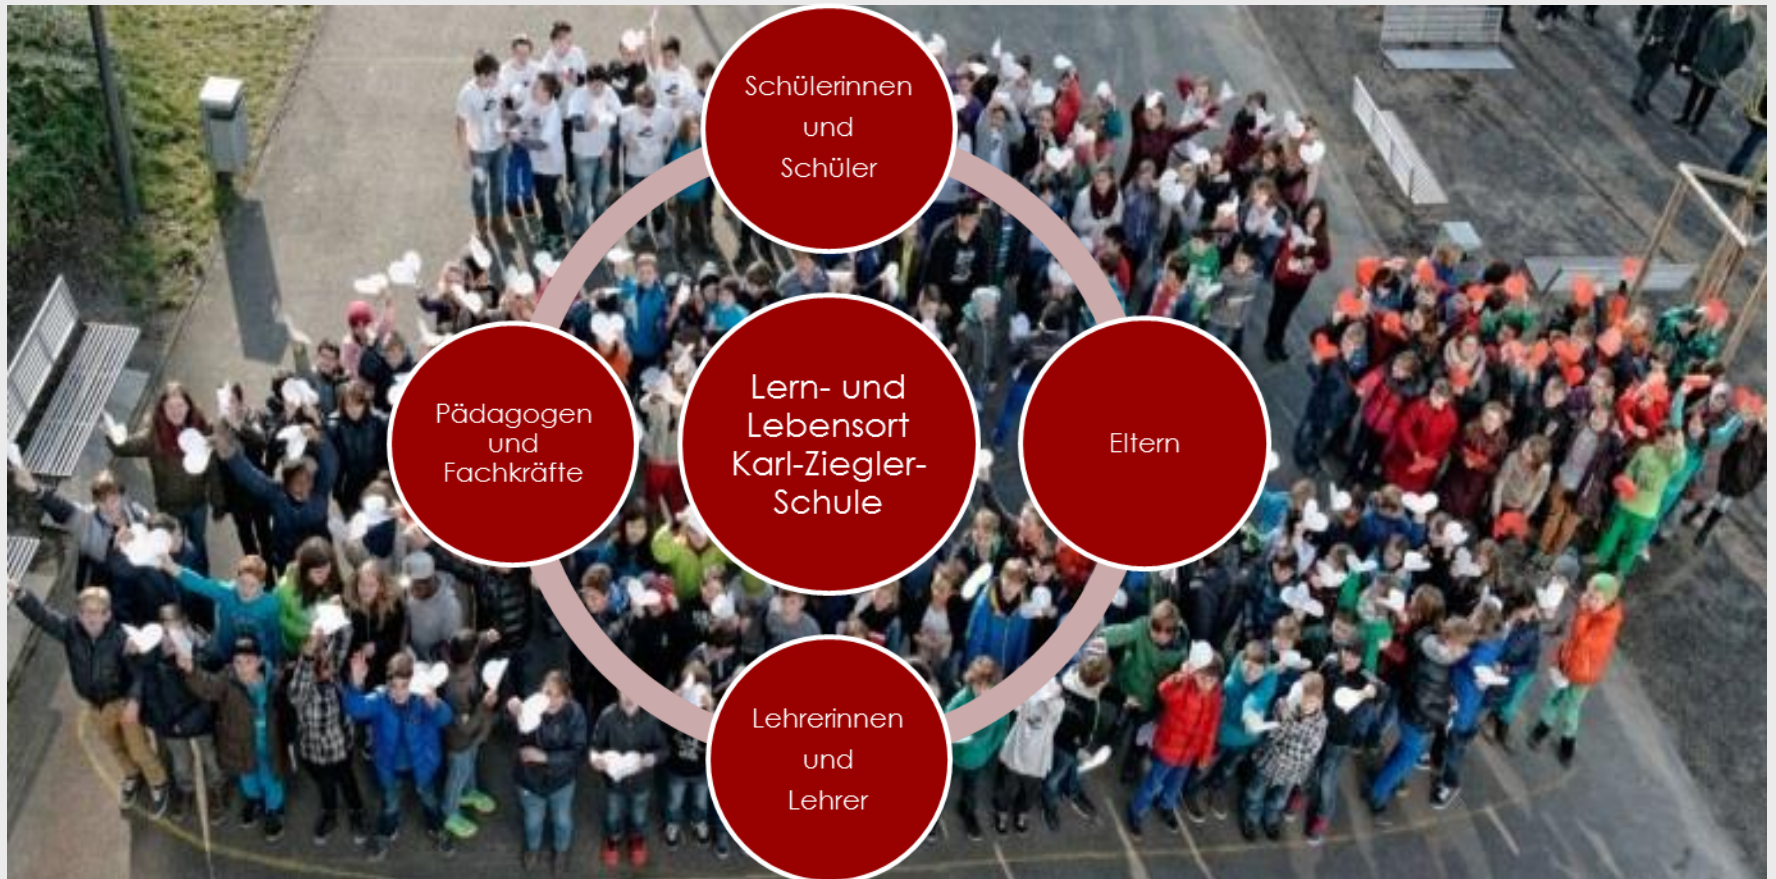 Schülerinnen
und
Schüler
Pädagogen
und
Fachkräfte
Lern- und
Lebensort
Karl-Ziegler-
Schule
Eltern
Lehrerinnen
und
Lehrer